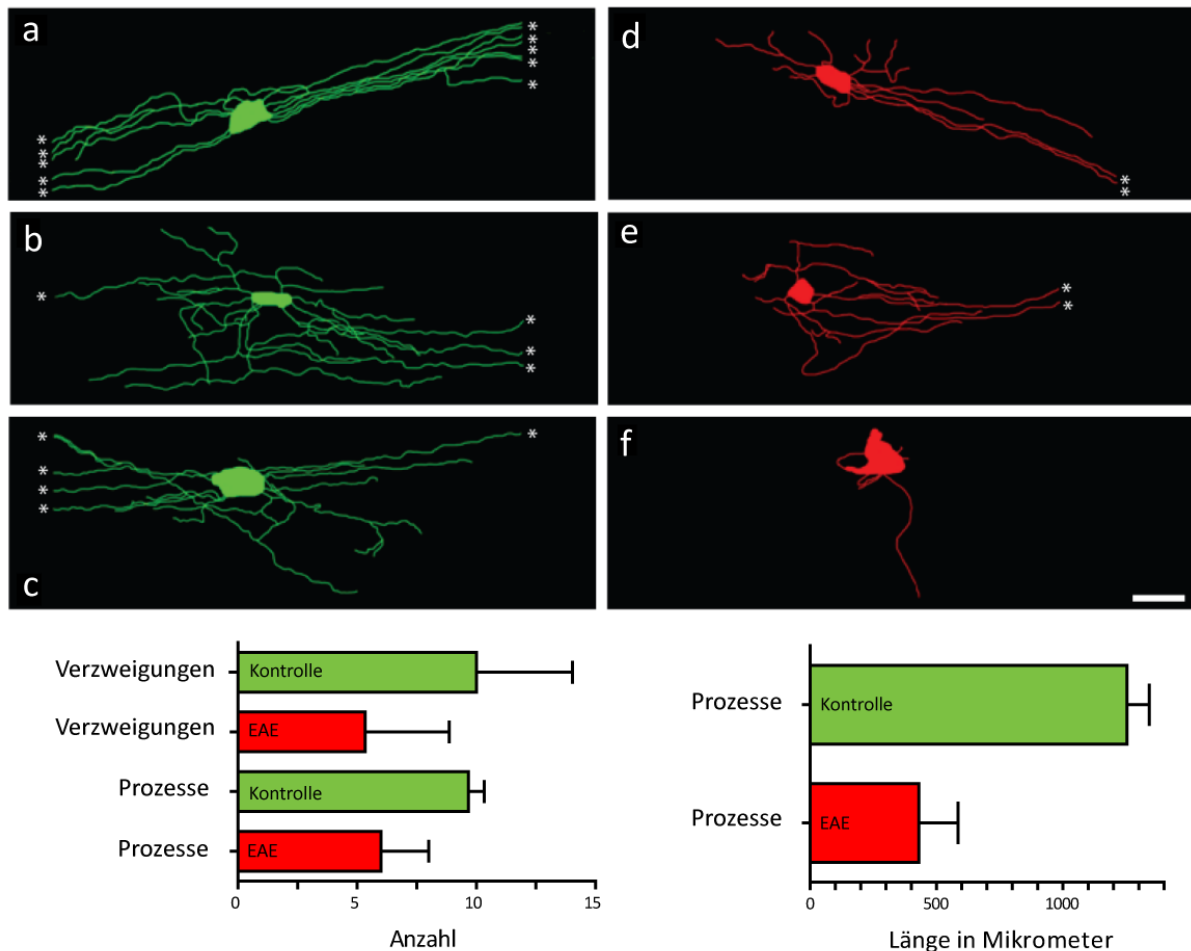 a
*
*
*
*
*
*
*
*
*
*
b
*
*
*
*
c
*
*
*
*
*
d
*
*
e
*
*
f
Verzweigungen
Kontrolle
Verzweigungen
EAE
Prozesse
Kontrolle
Prozesse
EAE
0 5 10 15
Anzahl
Prozesse
Kontrolle
Prozesse
EAE
0 500 1000
Länge in Mikrometer